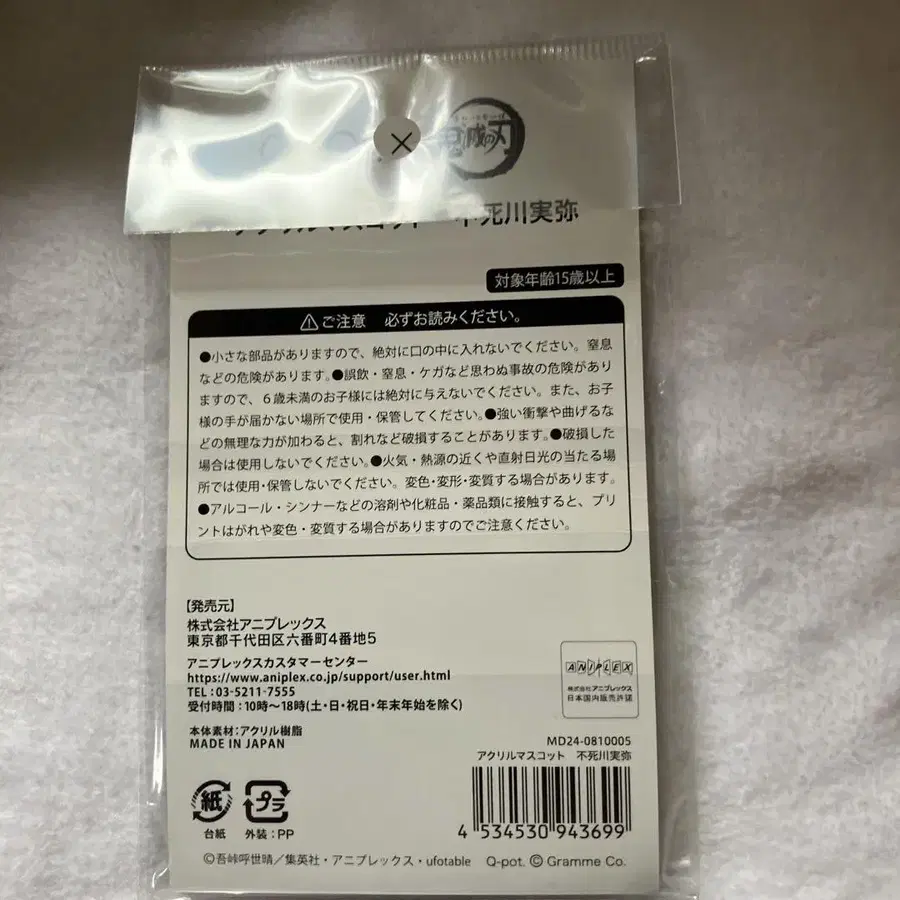 鬼滅の刃
アクリルマスコット 不死川実弥
対象年齢15歳以上
ご注意 必ずお読みください。
●小さな部品がありますので、絶対に口の中に入れないでください。窒息
などの危険があります。●誤飲・窒息・ケガなど思わぬ事故の危険があり
ますので、6歳未満のお子様には絶対に与えないでください。また、お子
様の手が届かない場所で使用・保管してください。●強い衝撃や曲げるな
どの無理な力が加わると、割れなど破損することがあります。●破損した
場合は使用しないでください。●火気・熱源の近くや直射日光の当たる場
所では使用・保管しないでください。変色・変形・変質する場合があります。
●アルコール・シンナーなどの溶剤や化粧品・薬品類に接触すると、プリ
ントはがれや変色・変質する場合がありますのでご注意ください。
【発売元】
株式会社アニプレックス
東京都千代田区六番町4番地5
アニプレックスカスタマーセンター
https://www.aniplex.co.jp/support/user.html
TEL：03-5211-7555
受付時間：10時～18時(土・日・祝日・年末年始を除く)
本体素材：アクリル樹脂
MADE IN JAPAN
ANIPLEX
株式会社アニプレックス
日本国内販売許諾
MD24-0810005
アクリルマスコット 不死川実弥
4 534530 943699
紙
台紙
プラ
外装：PP
©吾峠呼世晴／集英社・アニプレックス・ufotable Q-pot. © Gramme Co.